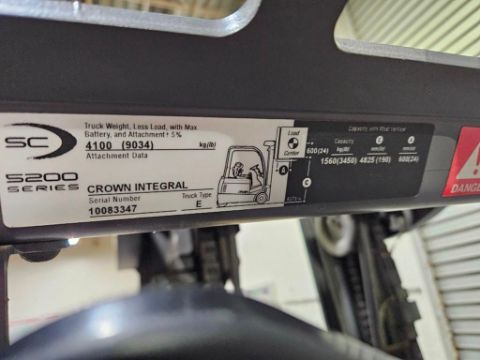 SC
5200
SERIES
Truck Weight, Less Load, with Max.
Battery, and Attachment ± 5%
4100 (9034) kg/(lb)
Attachment Data
CROWN INTEGRAL
Serial Number Truck Type
10083347 E
Load
Center
A
C
600(24)
Capacity with Mast Vertical
Capacity
kg/(lb)
1560(3450) 4825 (190) 600(24)
DANGER